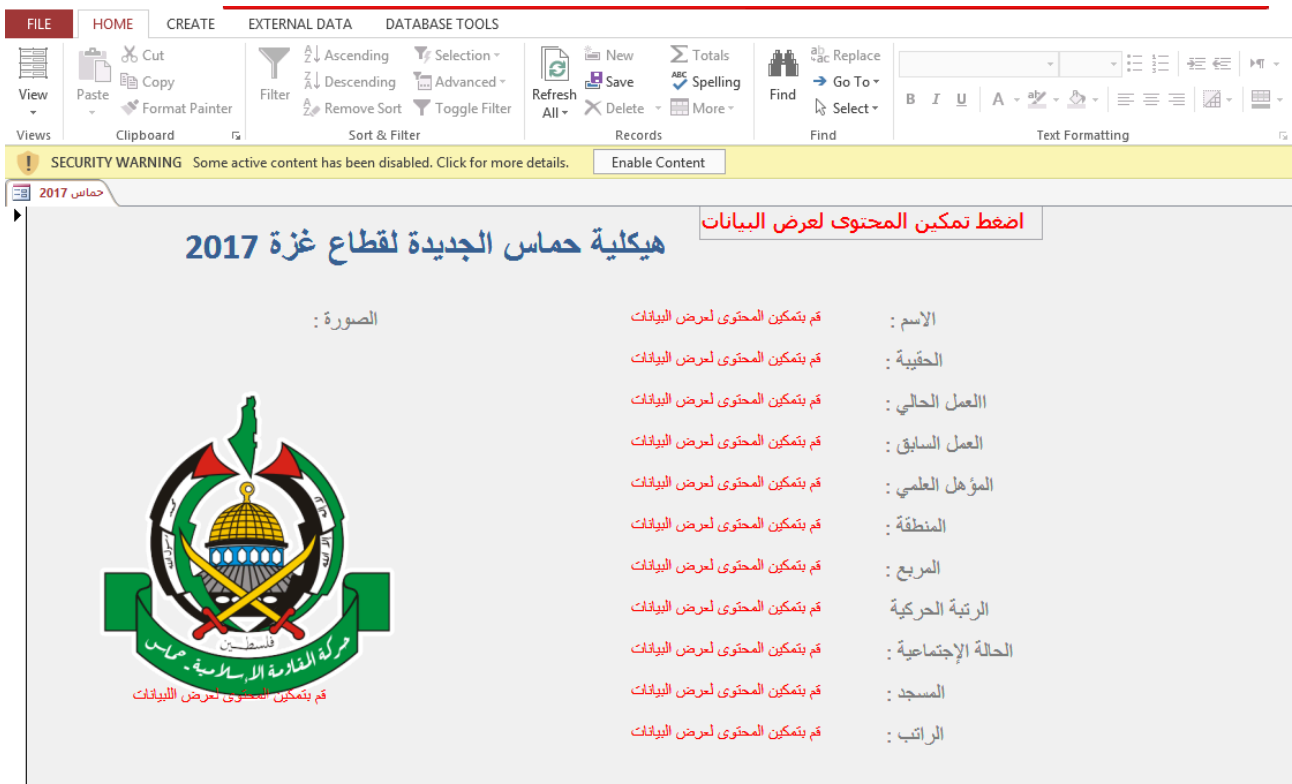 FILE HOME CREATE EXTERNAL DATA DATABASE TOOLS
View
Views
Paste
Cut
Copy
Format Painter
Clipboard
Filter
Ascending
Descending
Remove Sort
Selection
Advanced
Toggle Filter
Sort & Filter
Refresh
All
New
Save
Delete
Totals
Spelling
More
Records
Find
Replace
Go To
Select
Find
B I U A
Text Formatting
SECURITY WARNING Some active content has been disabled. Click for more details. Enable Content
حماس 2017
اضغط تمكين المحتوى لعرض البيانات
هيكلية حماس الجديدة لقطاع غزة 2017
الاسم : قم بتمكين المحتوى لعرض البيانات
الصورة :
الحقيبة : قم بتمكين المحتوى لعرض البيانات
االعمل الحالي : قم بتمكين المحتوى لعرض البيانات
العمل السابق : قم بتمكين المحتوى لعرض البيانات
المؤهل العلمي : قم بتمكين المحتوى لعرض البيانات
المنطقة : قم بتمكين المحتوى لعرض البيانات
المربع : قم بتمكين المحتوى لعرض البيانات
الرتبة الحركية قم بتمكين المحتوى لعرض البيانات
الحالة الإجتماعية : قم بتمكين المحتوى لعرض البيانات
المسجد : قم بتمكين المحتوى لعرض البيانات
الراتب : قم بتمكين المحتوى لعرض البيانات
فلسطين
حركة المقاومة الإسلامية - حماس
قم بتمكين المحتوى لعرض اللبيانات